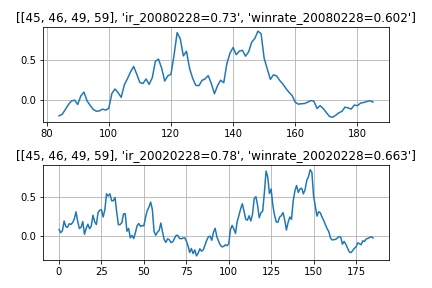 [[45, 46, 49, 59], 'ir_20080228=0.73', 'winrate_20080228=0.602']
0.5
0.0
80 100 120 140 160 180
[[45, 46, 49, 59], 'ir_20020228=0.78', 'winrate_20020228=0.663']
0.5
0.0
0 25 50 75 100 125 150 175